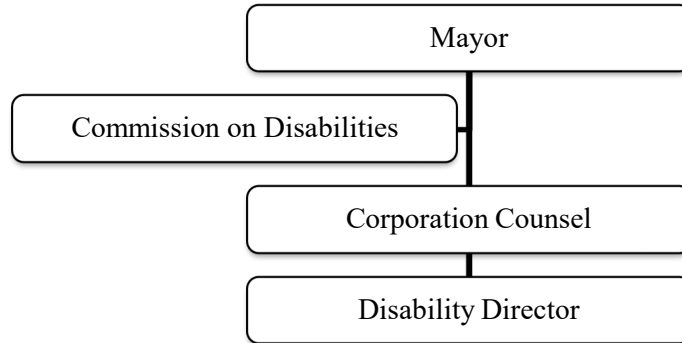 Mayor
Commission on Disabilities
Corporation Counsel
Disability Director